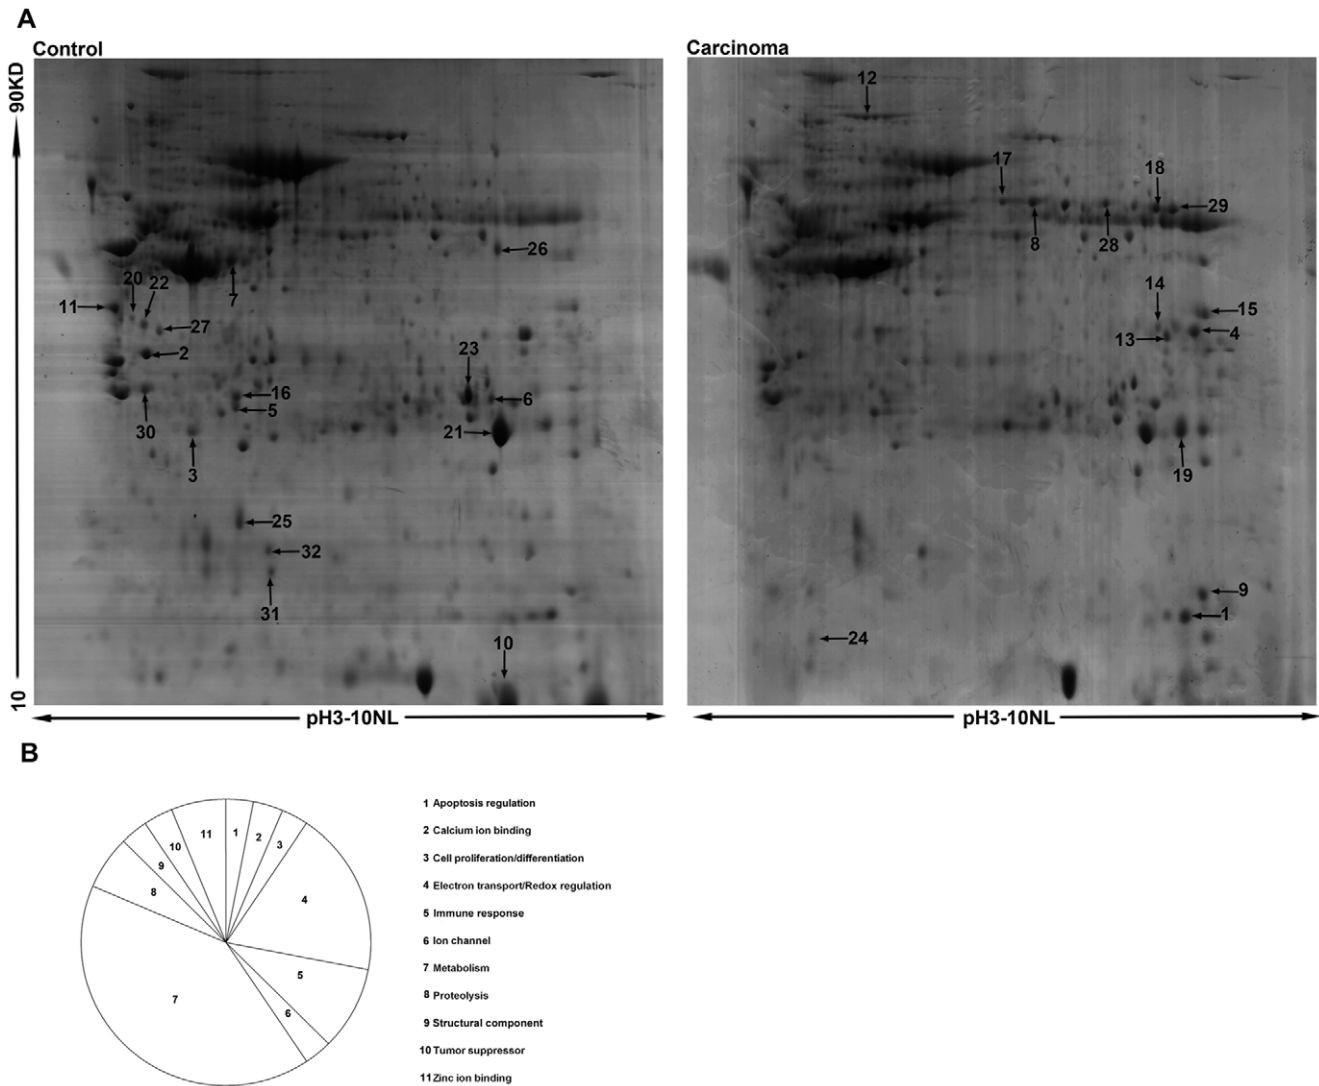 A
Control
Carcinoma
90KD
10
12
17
18
29
8
28
26
20
22
11
7
27
2
14
15
13
4
23
16
6
5
30
21
3
19
25
32
31
9
1
24
10
pH3-10NL
pH3-10NL
B
11
1
2
3
10
9
8
4
5
7
6
1 Apoptosis regulation
2 Calcium ion binding
3 Cell proliferation/differentiation
4 Electron transport/Redox regulation
5 Immune response
6 Ion channel
7 Metabolism
8 Proteolysis
9 Structural component
10 Tumor suppressor
11 Zinc ion binding